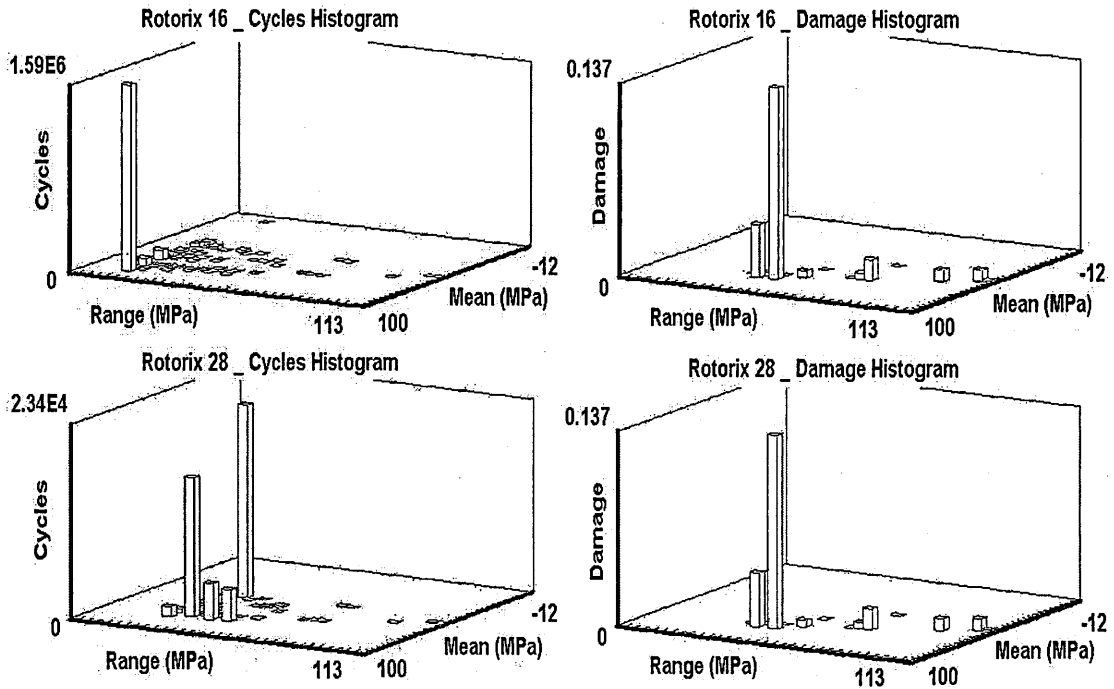 Rotorix 16 _ Cycles Histogram
1.59E6
Cycles
0
Range (MPa)
113
100
Mean (MPa)
-12
Rotorix 16 _ Damage Histogram
0.137
Damage
0
Range (MPa)
113
100
Mean (MPa)
-12
Rotorix 28 _ Cycles Histogram
2.34E4
Cycles
0
Range (MPa)
113
100
Mean (MPa)
-12
Rotorix 28 _ Damage Histogram
0.137
Damage
0
Range (MPa)
113
100
Mean (MPa)
-12